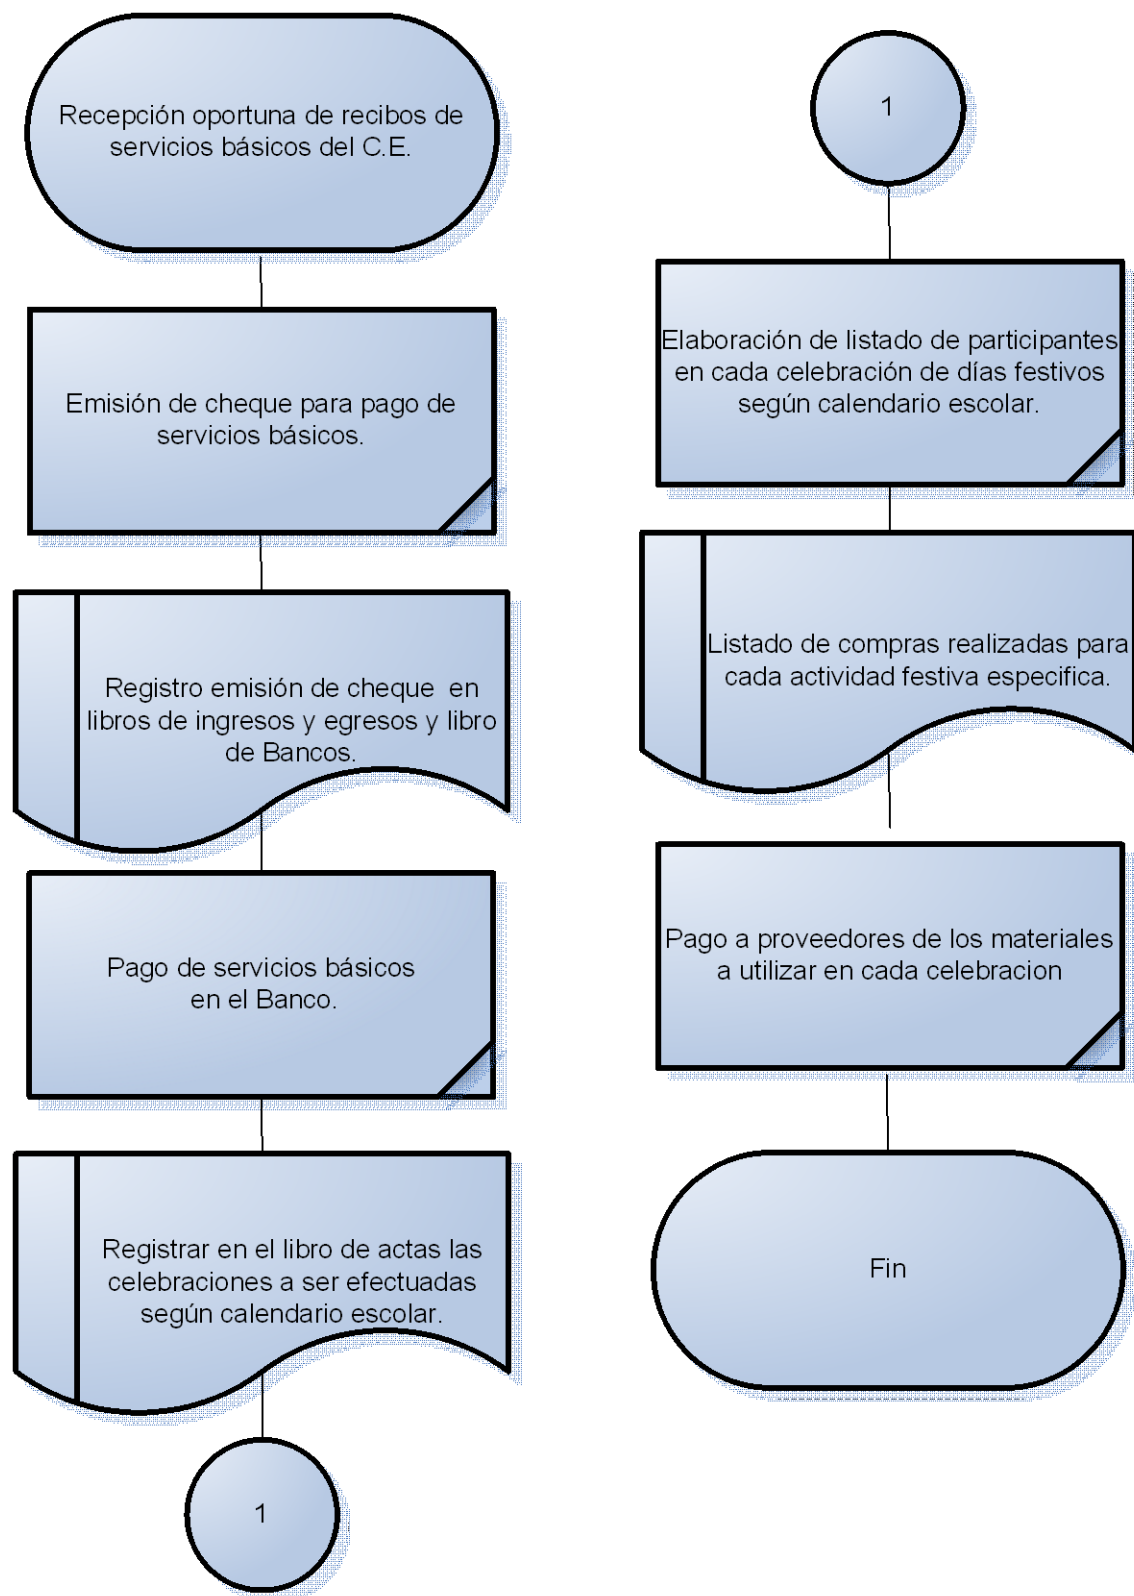 Recepción oportuna de recibos de
servicios básicos del C.E.
Emisión de cheque para pago de
servicios básicos.
Registro emisión de cheque en
libros de ingresos y egresos y libro
de Bancos.
Pago de servicios básicos
en el Banco.
Registrar en el libro de actas las
celebraciones a ser efectuadas
según calendario escolar.
1
1
Elaboración de listado de participantes
en cada celebración de días festivos
según calendario escolar.
Listado de compras realizadas para
cada actividad festiva especifica.
Pago a proveedores de los materiales
a utilizar en cada celebracion
Fin